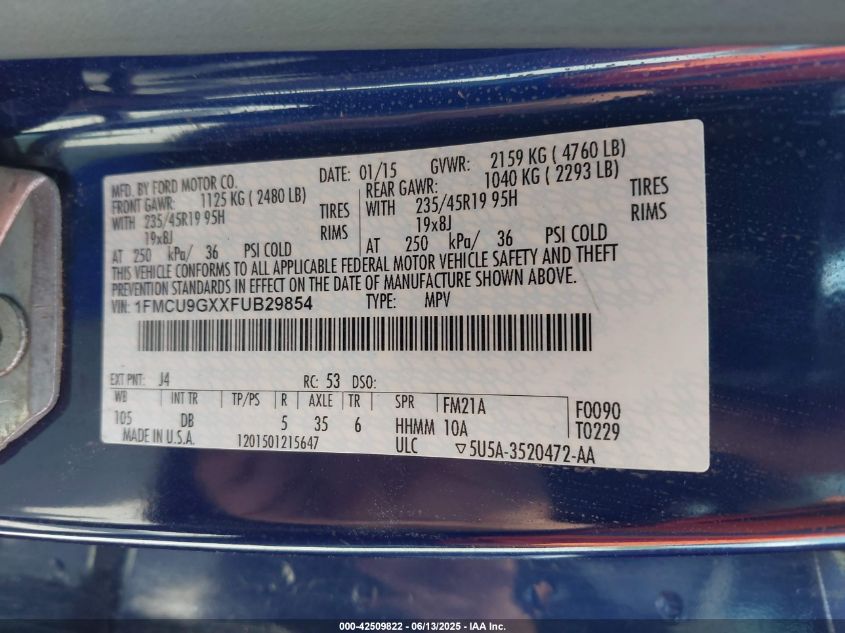 MFD. BY FORD MOTOR CO. DATE: 01/15 GVWR: 2159 KG ( 4760 LB)
FRONT GAWR: 1125 KG ( 2480 LB) REAR GAWR: 1040 KG ( 2293 LB)
WITH 235/45R19 95H TIRES WITH 235/45R19 95H TIRES
19x8J RIMS 19x8J RIMS
AT 250 kPa/ 36 PSI COLD AT 250 kPa/ 36 PSI COLD
THIS VEHICLE CONFORMS TO ALL APPLICABLE FEDERAL MOTOR VEHICLE SAFETY AND THEFT
PREVENTION STANDARDS IN EFFECT ON THE DATE OF MANUFACTURE SHOWN ABOVE.
VIN: 1FMCU9GXXFUB29854 TYPE: MPV
EXT PNT: J4 RC: 53 DSO:
WB INT TR TP/PS R AXLE TR SPR FM21A F0090
105 DB 5 35 6 HHMM 10A T0229
MADE IN U.S.A. 1201501215647 ULC ▽5U5A-3520472-AA
000-42509822 - 06/13/2025 - IAA Inc.